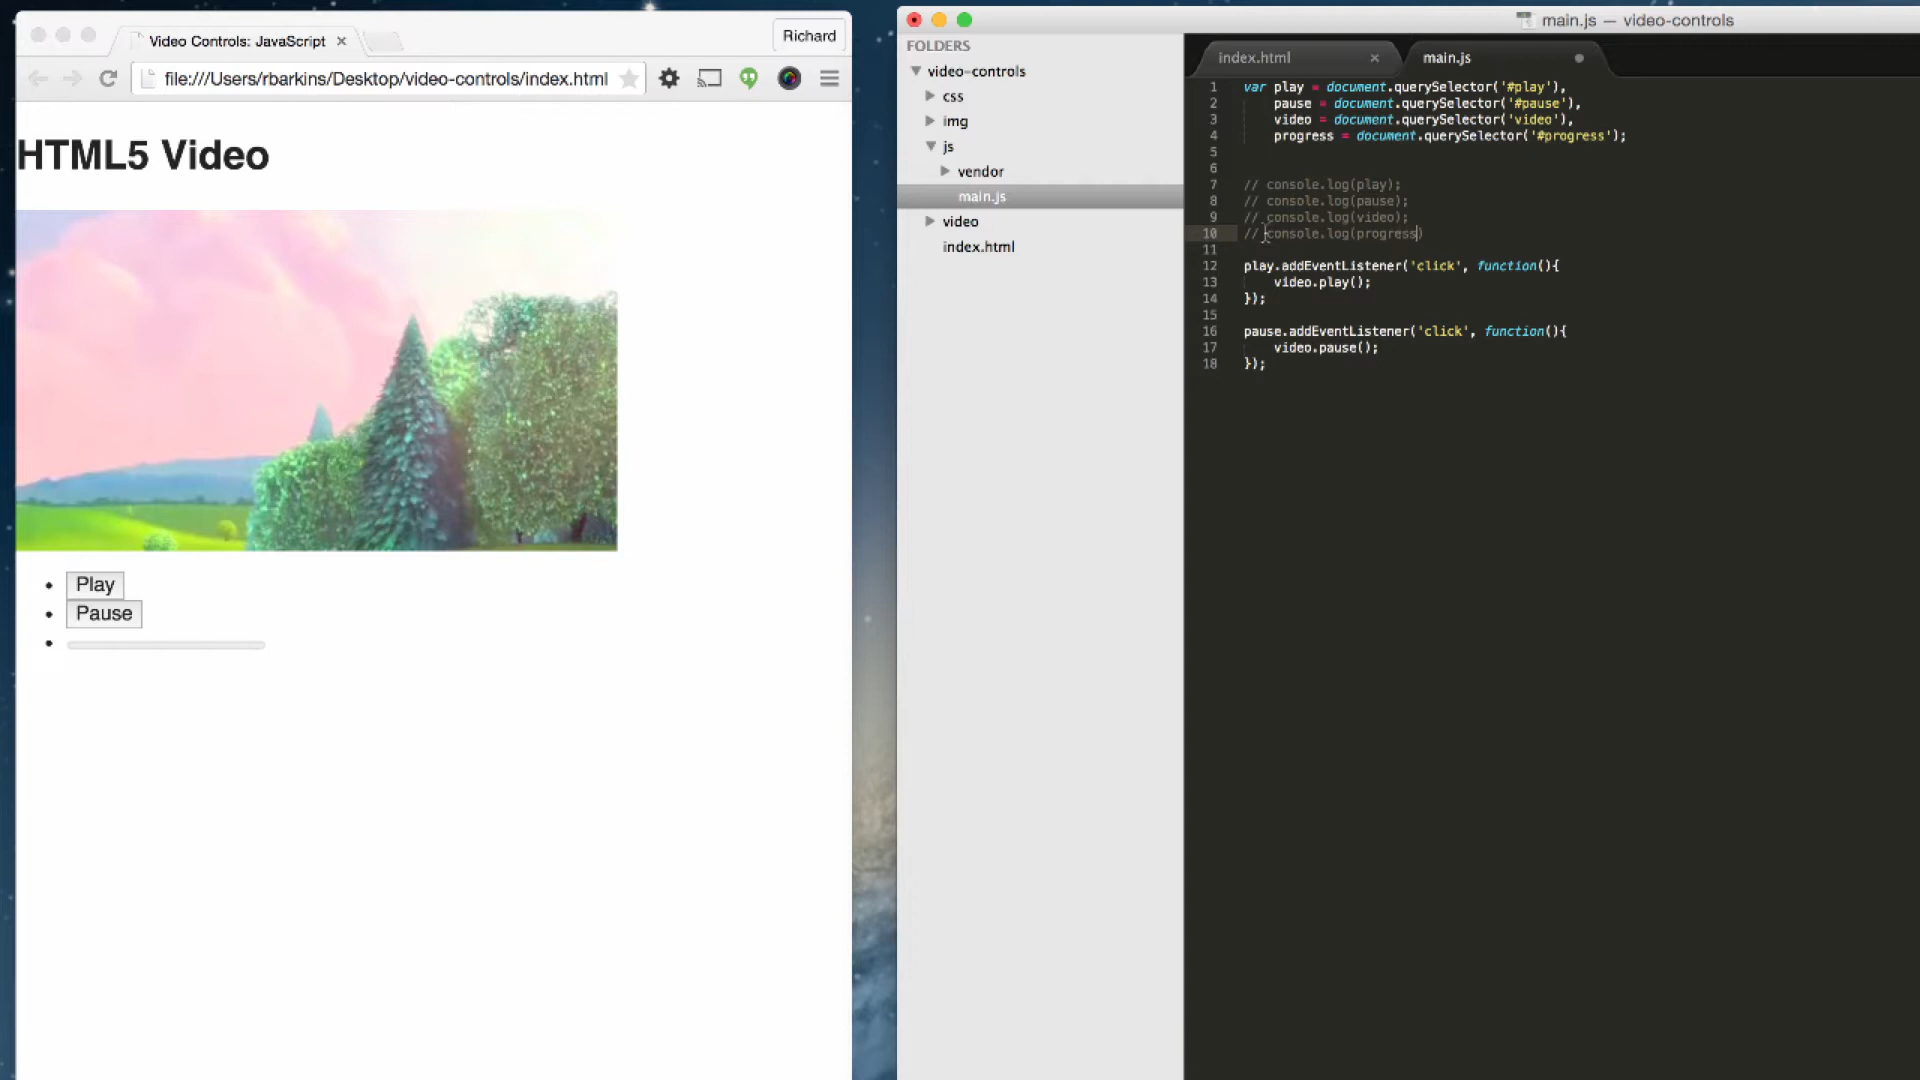 Video Controls: JavaScript
Richard
file:///Users/rbarkins/Desktop/video-controls/index.html
HTML5 Video
Play
Pause
main.js — video-controls
FOLDERS
video-controls
css
img
js
vendor
main.js
video
index.html
index.html
main.js
1 var play = document.querySelector('#play'),
2 pause = document.querySelector('#pause'),
3 video = document.querySelector('video'),
4 progress = document.querySelector('#progress');
5
6
7 // console.log(play);
8 // console.log(pause);
9 // console.log(video);
10 // console.log(progress)
11
12 play.addEventListener('click', function(){
13 video.play();
14 });
15
16 pause.addEventListener('click', function(){
17 video.pause();
18 });